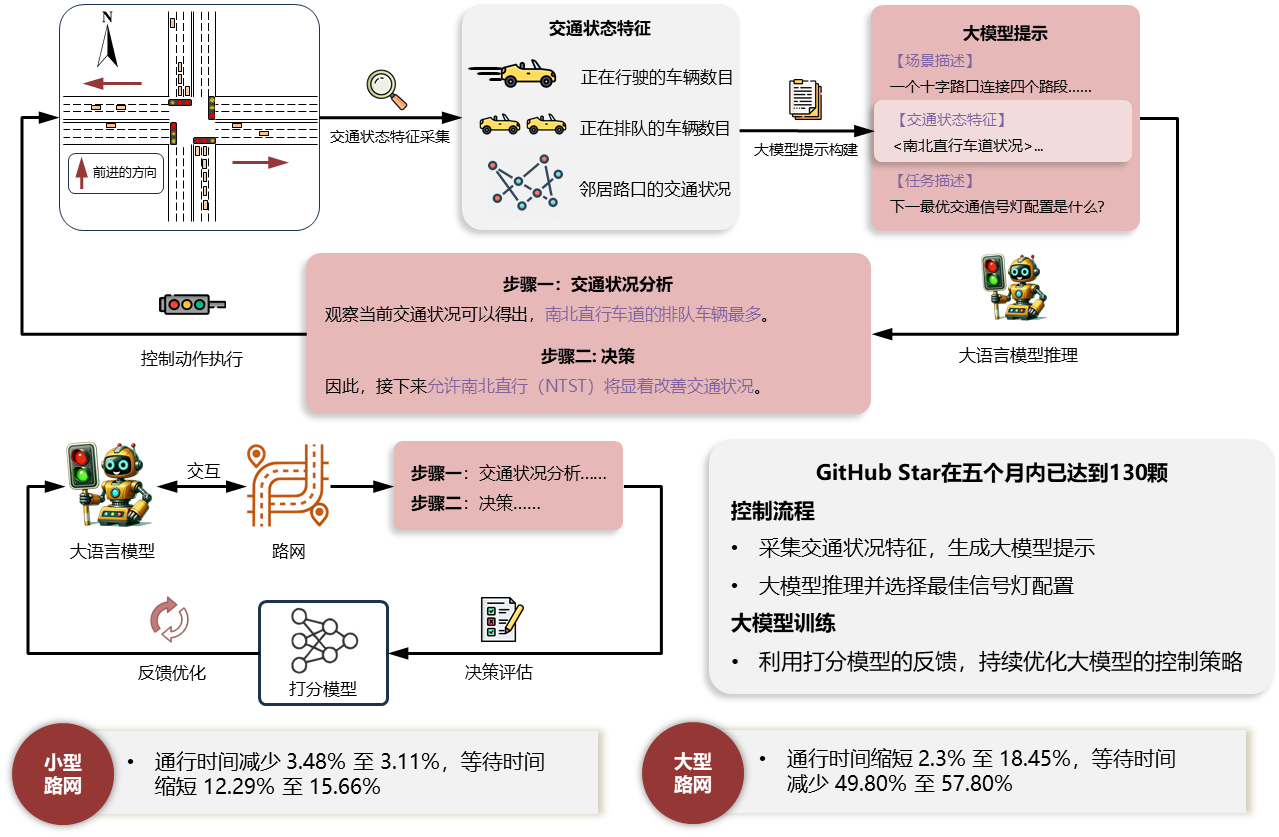 N
前进的方向
交通状态特征采集
交通状态特征
正在行驶的车辆数目
正在排队的车辆数目
邻居路口的交通状况
大模型提示构建
大模型提示
【场景描述】
一个十字路口连接四个路段......
【交通状态特征】
<南北直行车道状况>...
【任务描述】
下一最优交通信号灯配置是什么?
大语言模型推理
步骤一：交通状况分析
观察当前交通状况可以得出，南北直行车道的排队车辆最多。
步骤二: 决策
因此，接下来允许南北直行（NTST）将显着改善交通状况。
控制动作执行
大语言模型
交互
路网
步骤一：交通状况分析......
步骤二：决策......
决策评估
打分模型
反馈优化
GitHub Star在五个月内已达到130颗
控制流程
• 采集交通状况特征，生成大模型提示
• 大模型推理并选择最佳信号灯配置
大模型训练
• 利用打分模型的反馈，持续优化大模型的控制策略
小型
路网
• 通行时间减少 3.48% 至 3.11%，等待时间
缩短 12.29% 至 15.66%
大型
路网
• 通行时间缩短 2.3% 至 18.45%，等待时间
减少 49.80% 至 57.80%